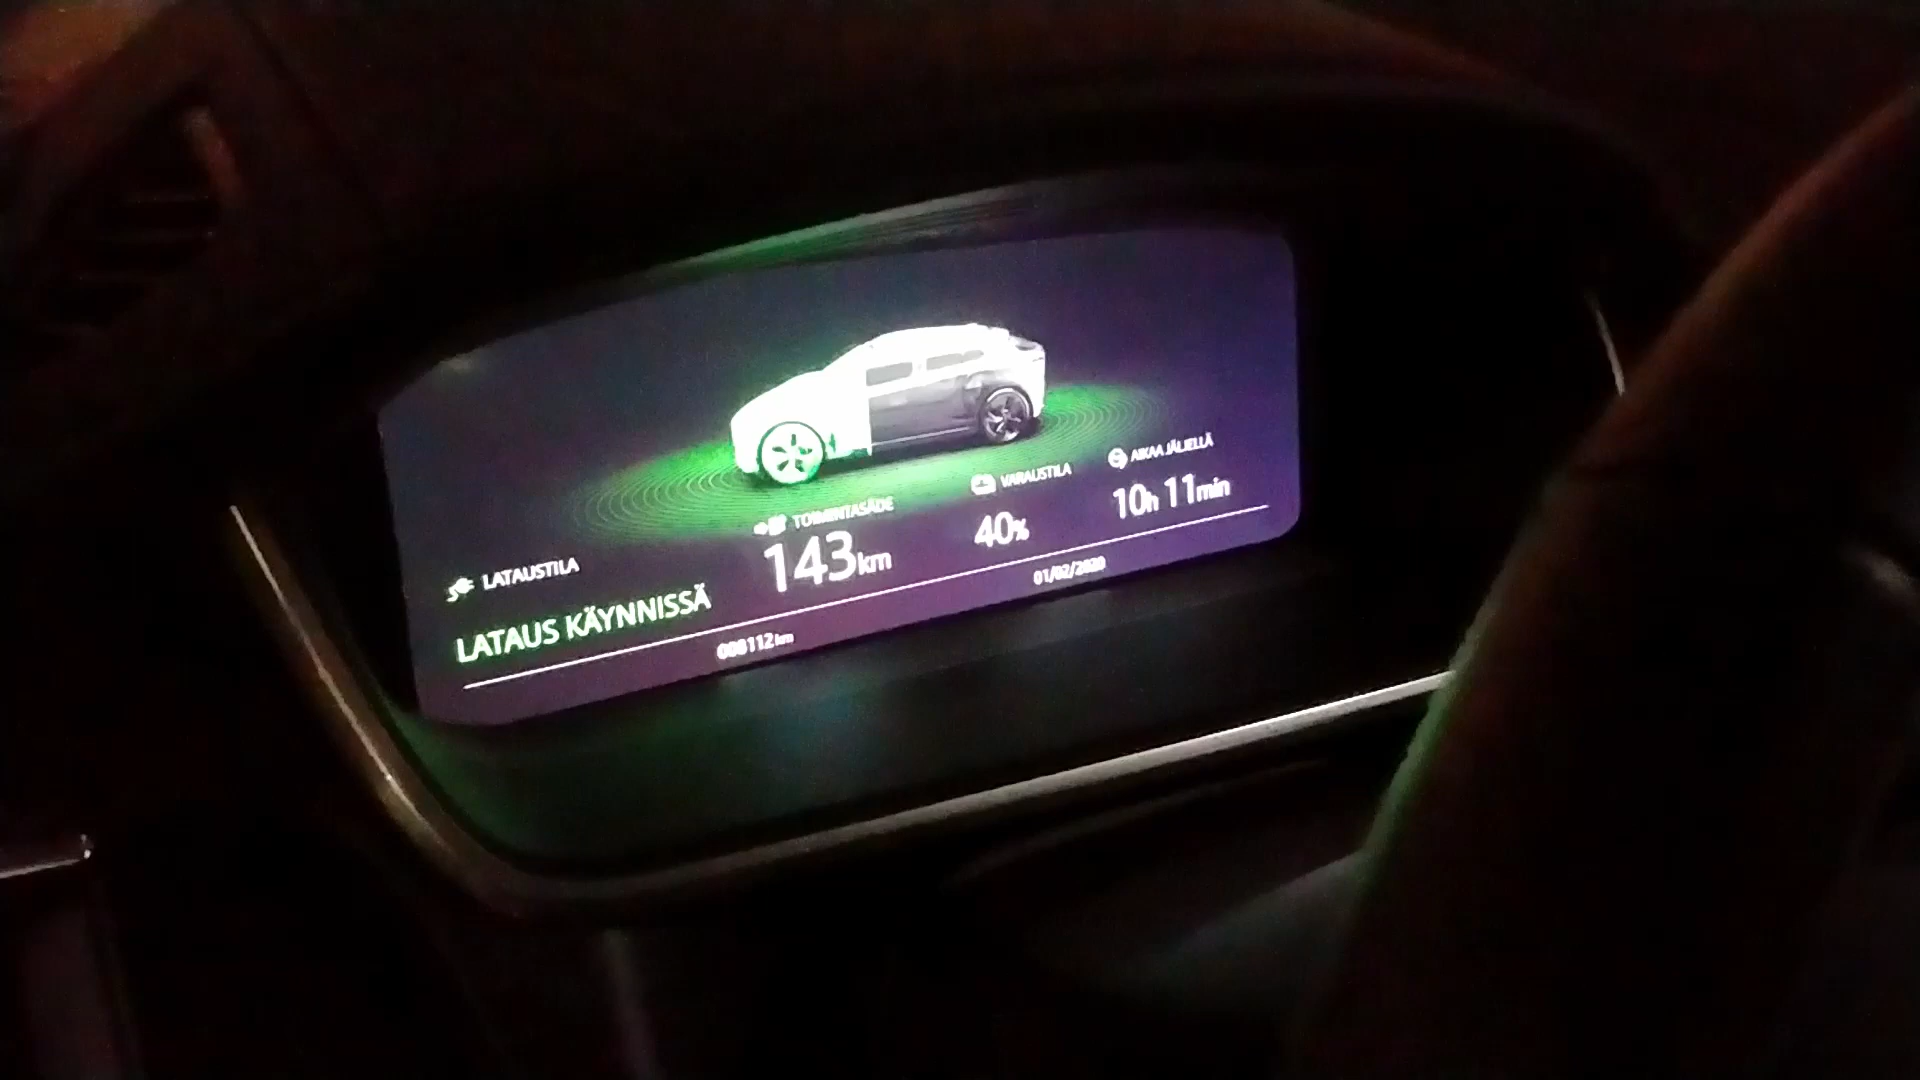 LATAUSTILA
LATAUS KÄYNNISSÄ
TOIMINTASÄDE
143km
VARAUSTILA
40%
AIKAA JÄLJELLÄ
10h 11min
008112km
01/02/2020